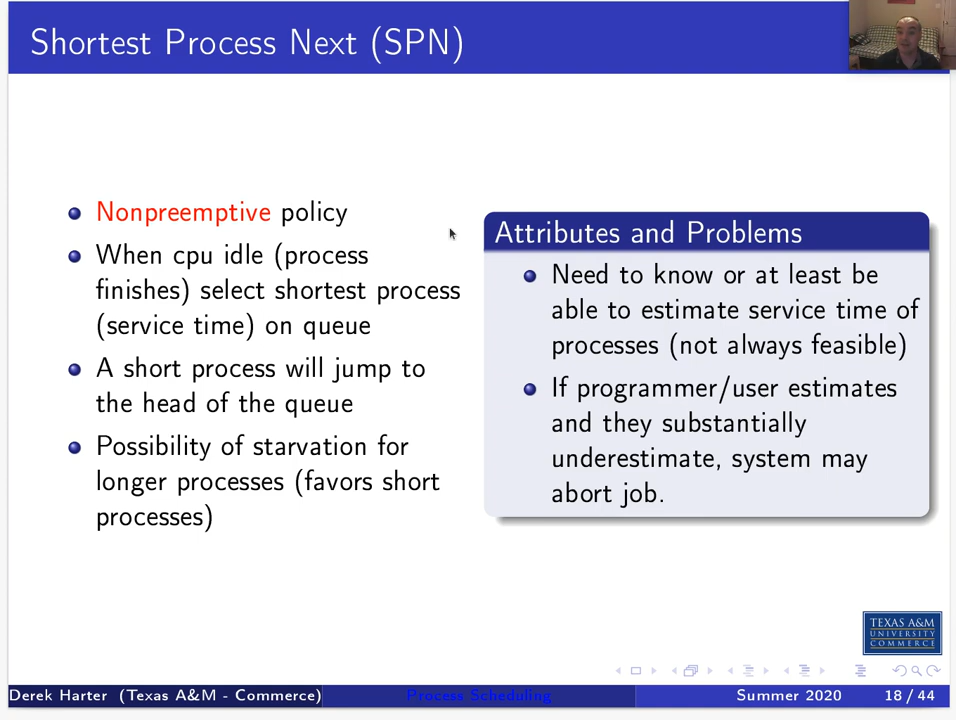 Shortest Process Next (SPN)
Nonpreemptive policy
When cpu idle (process
finishes) select shortest process
(service time) on queue
A short process will jump to
the head of the queue
Possibility of starvation for
longer processes (favors short
processes)
Attributes and Problems
Need to know or at least be
able to estimate service time of
processes (not always feasible)
If programmer/user estimates
and they substantially
underestimate, system may
abort job.
TEXAS A&M
UNIVERSITY
COMMERCE
Derek Harter (Texas A&M - Commerce)
Process Scheduling
Summer 2020
18 / 44